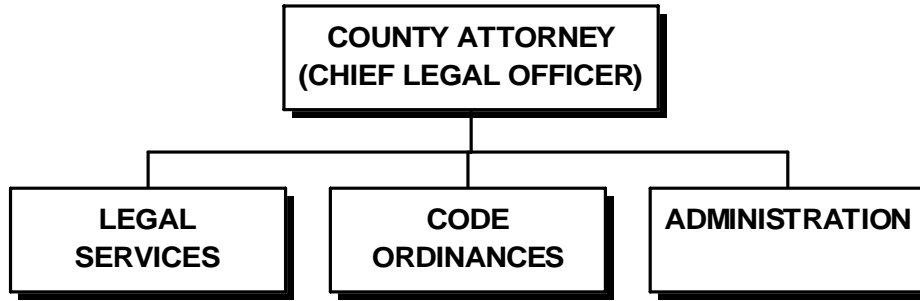 COUNTY ATTORNEY
(CHIEF LEGAL OFFICER)
LEGAL
SERVICES
CODE
ORDINANCES
ADMINISTRATION